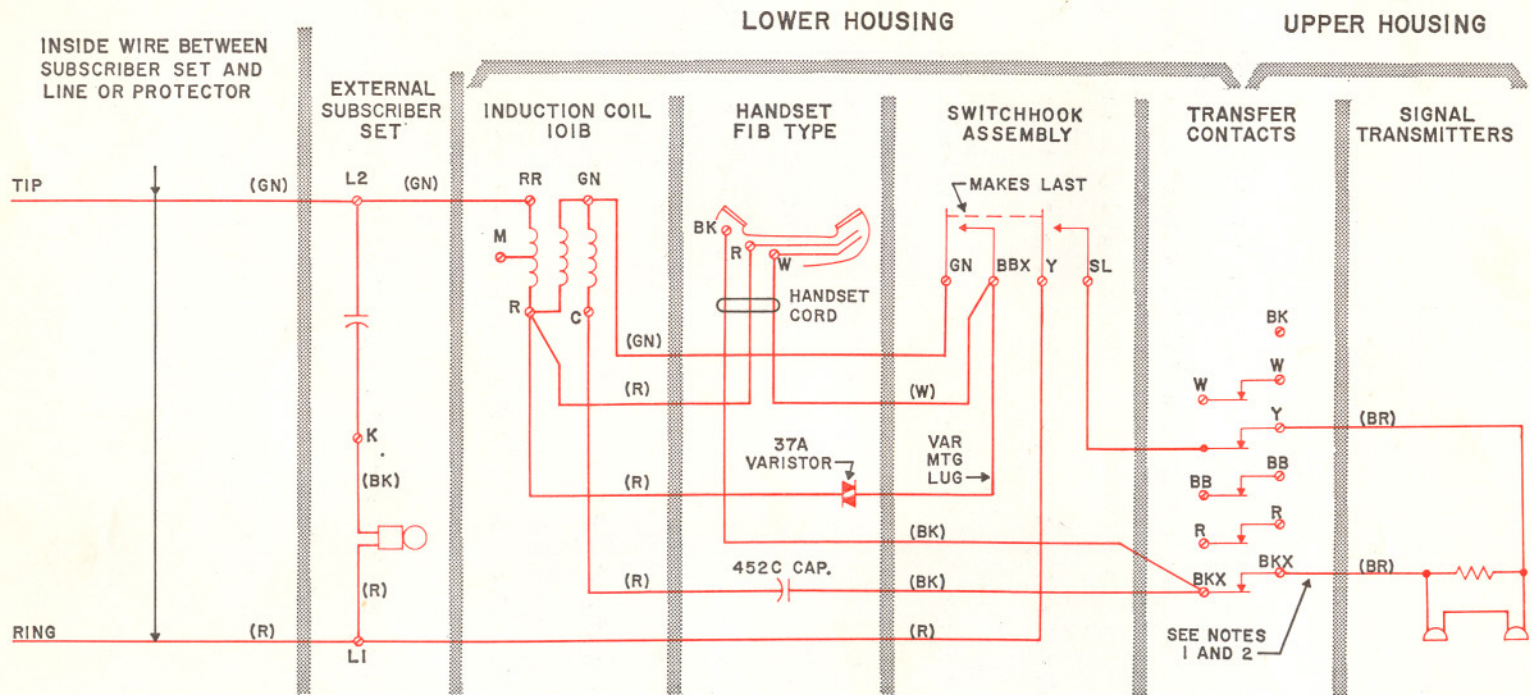 LOWER HOUSING
UPPER HOUSING
INSIDE WIRE BETWEEN
SUBSCRIBER SET AND
LINE OR PROTECTOR
EXTERNAL
SUBSCRIBER
SET
INDUCTION COIL
101B
HANDSET
F1B TYPE
SWITCHHOOK
ASSEMBLY
TRANSFER
CONTACTS
SIGNAL
TRANSMITTERS
TIP
(GN)
L2
(GN)
RR
GN
M
R
C
BK
R
W
HANDSET
CORD
MAKES LAST
GN
BBX
Y
SL
(GN)
(R)
(W)
BK
W
W
Y
(BR)
BB
BB
R
R
BKX
BKX
(BR)
K
(BK)
37A
VARISTOR
VAR
MTG
LUG
(R)
(BK)
452C CAP.
(R)
(BK)
(R)
RING
(R)
L1
(R)
SEE NOTES
1 AND 2